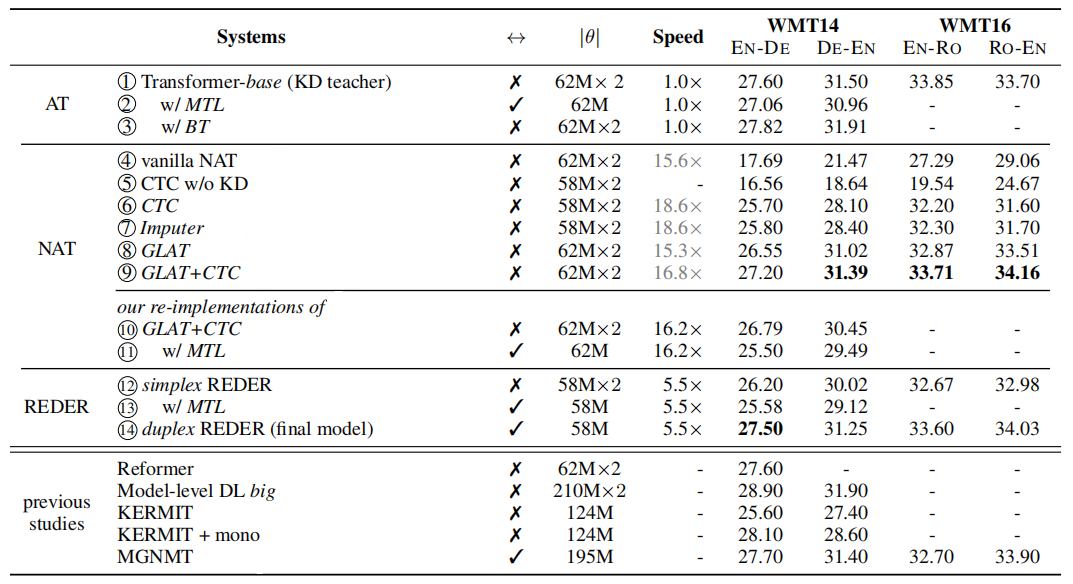 Systems ↔ |θ| Speed WMT14 WMT16
EN-DE DE-EN EN-RO RO-EN
AT
① Transformer-base (KD teacher) ✗ 62M× 2 1.0× 27.60 31.50 33.85 33.70
② w/ MTL ✓ 62M 1.0× 27.06 30.96 - -
③ w/ BT ✗ 62M×2 1.0× 27.82 31.91 - -
NAT
④ vanilla NAT ✗ 62M×2 15.6× 17.69 21.47 27.29 29.06
⑤ CTC w/o KD ✗ 58M×2 - 16.56 18.64 19.54 24.67
⑥ CTC ✗ 58M×2 18.6× 25.70 28.10 32.20 31.60
⑦ Imputer ✗ 58M×2 18.6× 25.80 28.40 32.30 31.70
⑧ GLAT ✗ 62M×2 15.3× 26.55 31.02 32.87 33.51
⑨ GLAT+CTC ✗ 62M×2 16.8× 27.20 31.39 33.71 34.16
our re-implementations of
⑩ GLAT+CTC ✗ 62M×2 16.2× 26.79 30.45 - -
⑪ w/ MTL ✓ 62M 16.2× 25.50 29.49 - -
REDER
⑫ simplex REDER ✗ 58M×2 5.5× 26.20 30.02 32.67 32.98
⑬ w/ MTL ✓ 58M 5.5× 25.58 29.12 - -
⑭ duplex REDER (final model) ✓ 58M 5.5× 27.50 31.25 33.60 34.03
previous
studies
Reformer ✗ 62M×2 - 27.60 - - -
Model-level DL big ✗ 210M×2 - 28.90 31.90 - -
KERMIT ✗ 124M - 25.60 27.40 - -
KERMIT + mono ✗ 124M - 28.10 28.60 - -
MGNMT ✓ 195M - 27.70 31.40 32.70 33.90